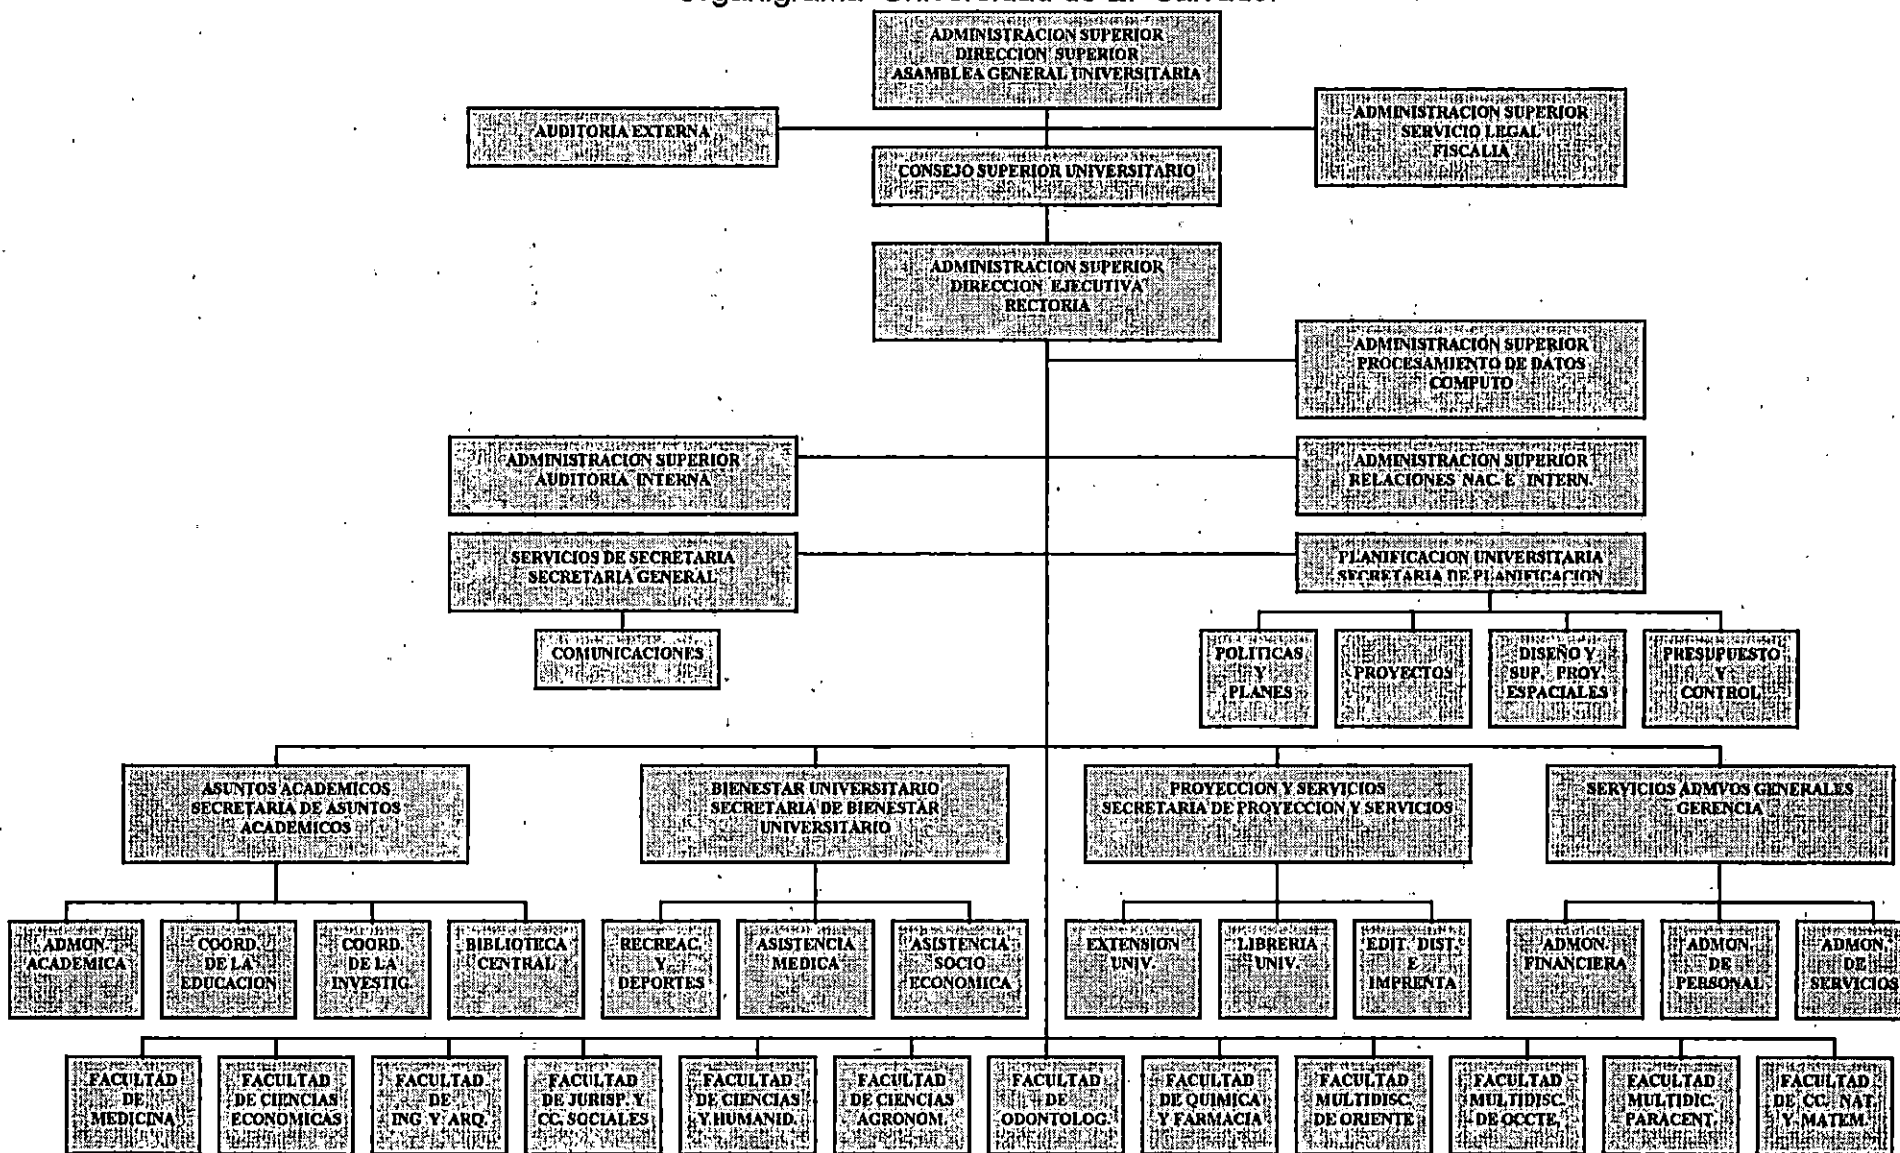 Organigrama Universidad de El Salvador
ADMINISTRACION SUPERIOR
DIRECCION SUPERIOR
ASAMBLEA GENERAL UNIVERSITARIA
AUDITORIA EXTERNA
ADMINISTRACION SUPERIOR
SERVICIO LEGAL
FISCALIA
CONSEJO SUPERIOR UNIVERSITARIO
ADMINISTRACION SUPERIOR
DIRECCION EJECUTIVA
RECTORIA
ADMINISTRACION SUPERIOR
PROCESAMIENTO DE DATOS
COMPUTO
ADMINISTRACION SUPERIOR
AUDITORIA INTERNA
ADMINISTRACION SUPERIOR
RELACIONES NAC. E INTERN.
SERVICIOS DE SECRETARIA
SECRETARIA GENERAL
PLANIFICACION UNIVERSITARIA
SECRETARIA DE PLANIFICACION
COMUNICACIONES
POLITICAS
Y
PLANES
PROYECTOS
DISEÑO Y
SUP. PROY.
ESPACIALES
PRESUPUESTO
Y
CONTROL
ASUNTOS ACADEMICOS
SECRETARIA DE ASUNTOS
ACADEMICOS
BIENESTAR UNIVERSITARIO
SECRETARIA DE BIENESTAR
UNIVERSITARIO
PROYECCION Y SERVICIOS
SECRETARIA DE PROYECCION Y SERVICIOS
SERVICIOS ADMVOS GENERALES
GERENCIA
ADMON.
ACADEMICA
COORD.
DE LA
EDUCACION
COORD.
DE LA
INVESTIG.
BIBLIOTECA
CENTRAL
RECREAC.
Y
DEPORTES
ASISTENCIA
MEDICA
ASISTENCIA
SOCIO
ECONOMICA
EXTENSION
UNIV.
LIBRERIA
UNIV.
EDIT. DIST.
E
IMPRENTA
ADMON.
FINANCIERA
ADMON.
DE
PERSONAL
ADMON.
DE
SERVICIOS
FACULTAD
DE
MEDICINA
FACULTAD
DE CIENCIAS
ECONOMICAS
FACULTAD
DE
ING Y ARQ.
FACULTAD
DE JURISP. Y
CC. SOCIALES
FACULTAD
DE CIENCIAS
Y HUMANID.
FACULTAD
DE CIENCIAS
AGRONOM.
FACULTAD
DE
ODONTOLOG.
FACULTAD
DE QUIMICA
Y FARMACIA
FACULTAD
MULTIDISC.
DE ORIENTE
FACULTAD
MULTIDISC.
DE OCCTE,
FACULTAD
MULTIDIC.
PARACENT.
FACULTAD
DE CC. NAT.
Y MATEM.